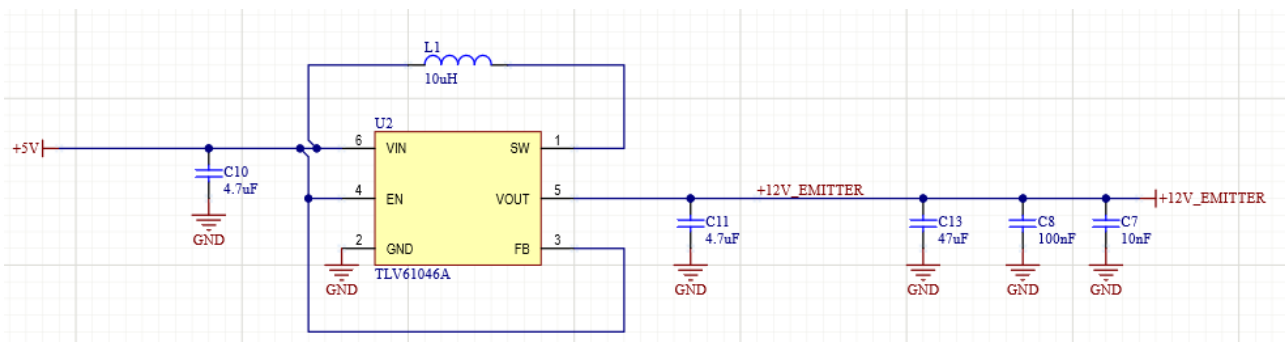 L1
10uH
U2
+5V
6
VIN
SW
1
C10
4.7uF
4
EN
VOUT
5
+12V_EMITTER
+12V_EMITTER
C11
4.7uF
C13
47uF
C8
100nF
C7
10nF
GND
2
GND
FB
3
TLV61046A
GND
GND
GND
GND
GND